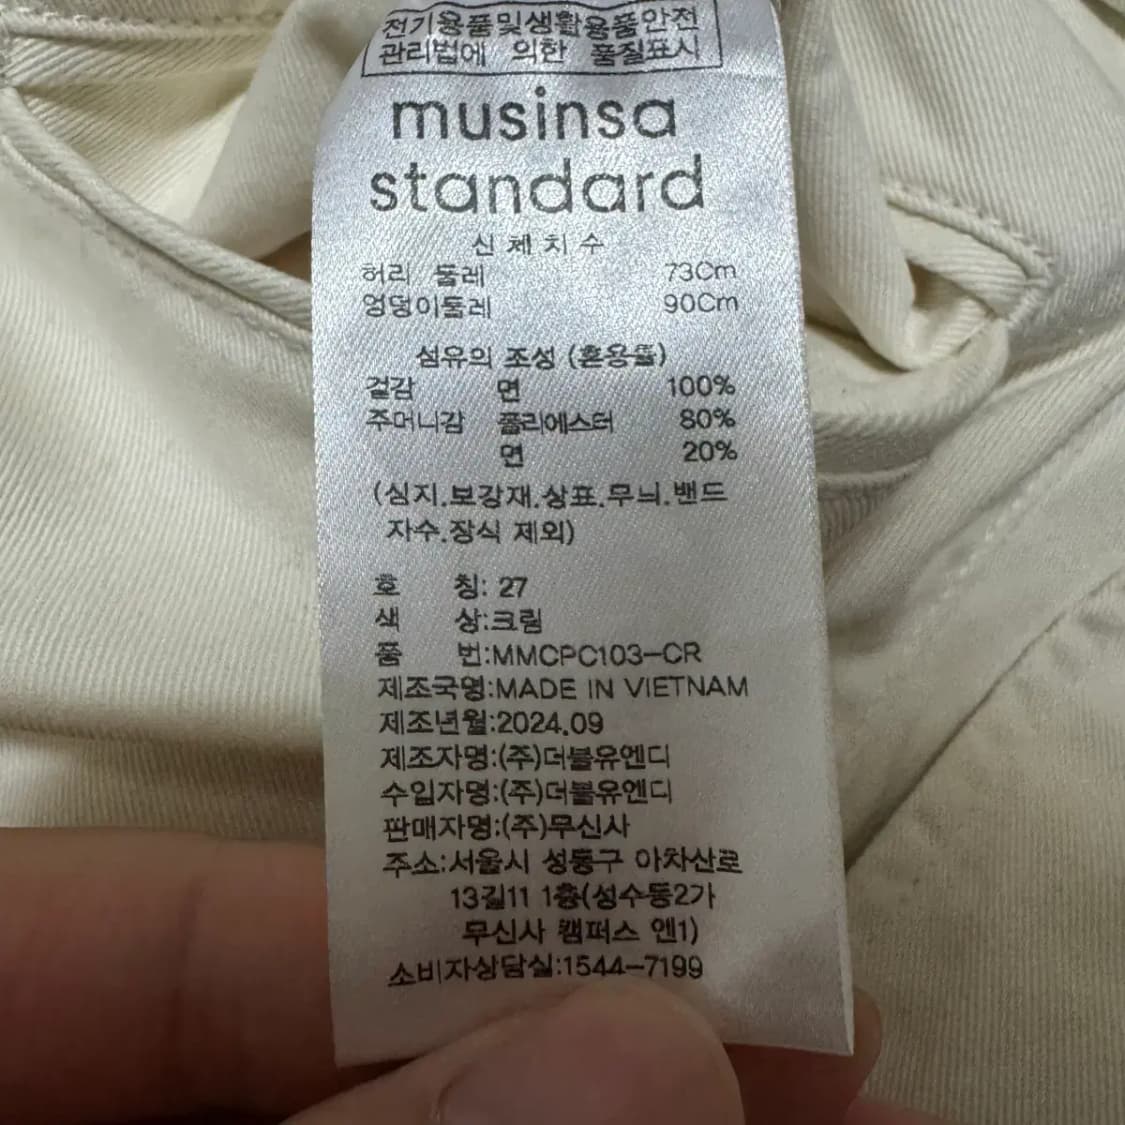 전기용품및생활용품안전
관리법에 의한 품질표시
musinsa
standard
신체치수
허리 둘레 73Cm
엉덩이둘레 90Cm
섬유의 조성 (혼용률)
겉감 면 100%
주머니감 폴리에스터 80%
면 20%
(심지.보강재.상표.무늬.밴드
자수.장식 제외)
호 칭: 27
색 상:크림
품 번:MMCPC103-CR
제조국명:MADE IN VIETNAM
제조년월:2024.09
제조자명:(주)더블유엔디
수입자명:(주)더블유엔디
판매자명:(주)무신사
주소:서울시 성동구 아차산로
13길11 1층(성수동2가
무신사 캠퍼스 엔1)
소비자상담실:1544-7199